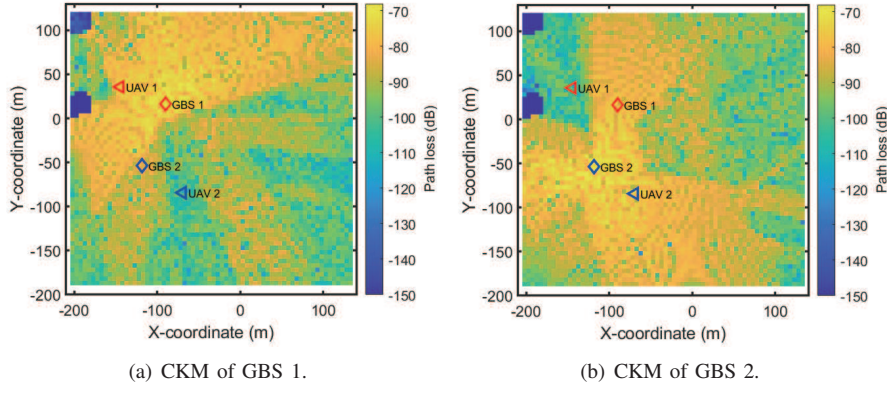 100
50
0
-50
-100
-150
-200
-200
-100
0
100
X-coordinate (m)
Y-coordinate (m)
UAV 1
GBS 1
GBS 2
UAV 2
-70
-80
-90
-100
-110
-120
-130
-140
-150
Path loss (dB)
(a) CKM of GBS 1.
100
50
0
-50
-100
-150
-200
-200
-100
0
100
X-coordinate (m)
Y-coordinate (m)
UAV 1
GBS 1
GBS 2
UAV 2
-70
-80
-90
-100
-110
-120
-130
-140
-150
Path loss (dB)
(b) CKM of GBS 2.